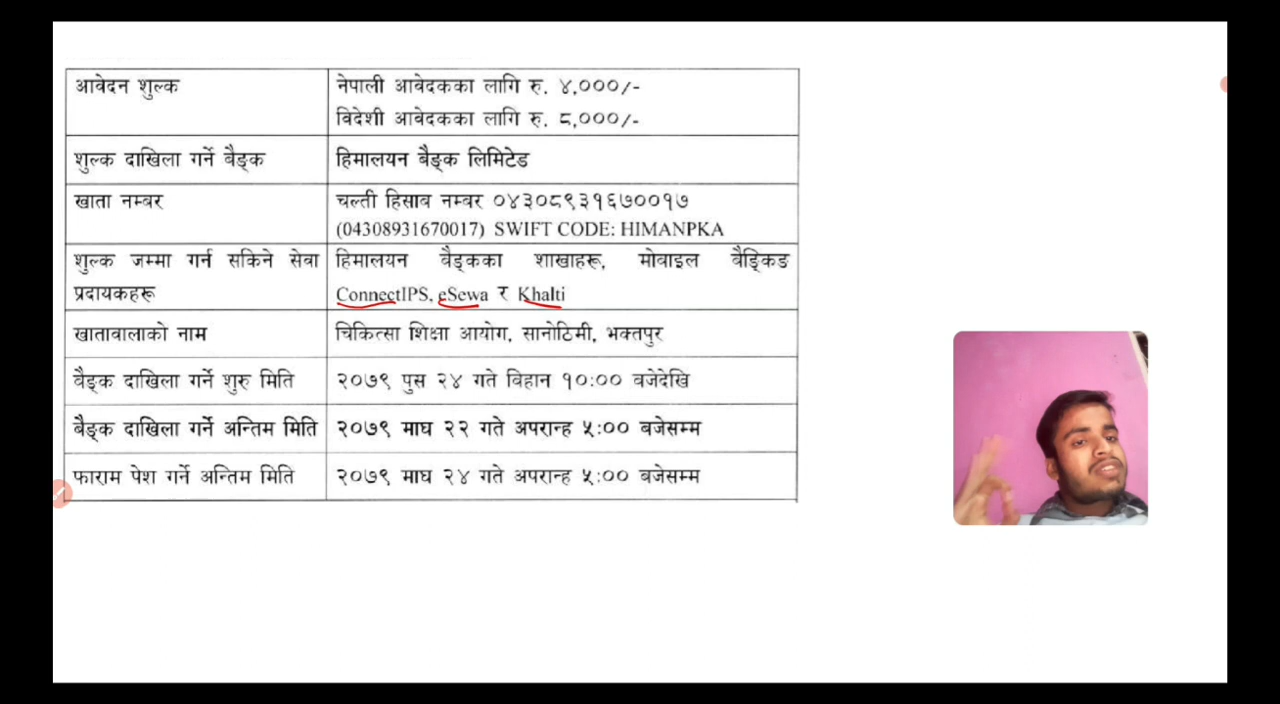 आवेदन शुल्क
नेपाली आवेदकका लागि रु. ४,०००/-
विदेशी आवेदकका लागि रु. ८,०००/-
शुल्क दाखिला गर्ने बैङ्क
हिमालयन बैङ्क लिमिटेड
खाता नम्बर
चल्ती हिसाब नम्बर ०४३०८९३१६७००१७
(04308931670017) SWIFT CODE: HIMANPKA
शुल्क जम्मा गर्न सकिने सेवा
प्रदायकहरू
हिमालयन बैङ्कका शाखाहरू, मोबाइल बैङ्किङ
ConnectIPS, eSewa र Khalti
खातावालाको नाम
चिकित्सा शिक्षा आयोग, सानोठिमी, भक्तपुर
बैङ्क दाखिला गर्ने शुरु मिति
२०७९ पुस २४ गते बिहान १०:०० बजेदेखि
बैङ्क दाखिला गर्ने अन्तिम मिति
२०७९ माघ २२ गते अपरान्ह ५:०० बजेसम्म
फाराम पेश गर्ने अन्तिम मिति
२०७९ माघ २४ गते अपरान्ह ५:०० बजेसम्म